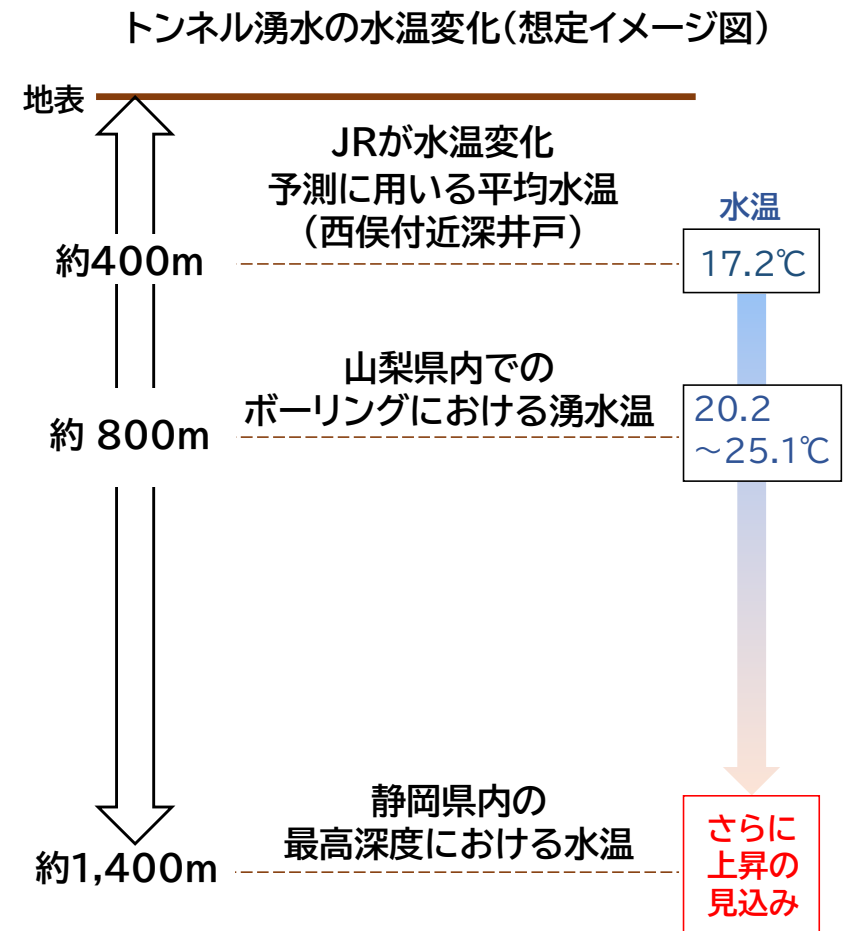 トンネル湧水の水温変化(想定イメージ図)
地表
JRが水温変化
予測に用いる平均水温
(西俣付近深井戸)
水温
約400m
17.2℃
山梨県内での
ボーリングにおける湧水温
約 800m
20.2
～25.1℃
静岡県内の
最高深度における水温
約1,400m
さらに
上昇の
見込み